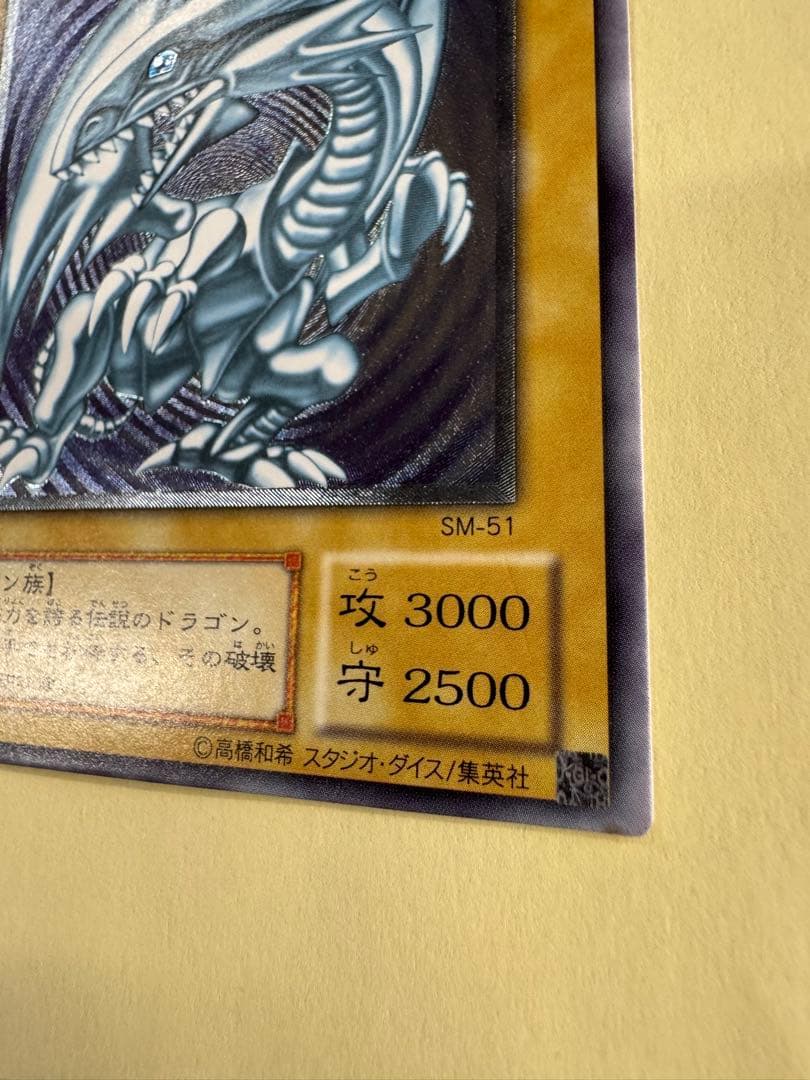 SM-51
ン族】
力を誇る伝説のドラゴン。
、その破壊
こう
攻 3000
しゅ
守 2500
©高橋和希 スタジオ・ダイス/集英社